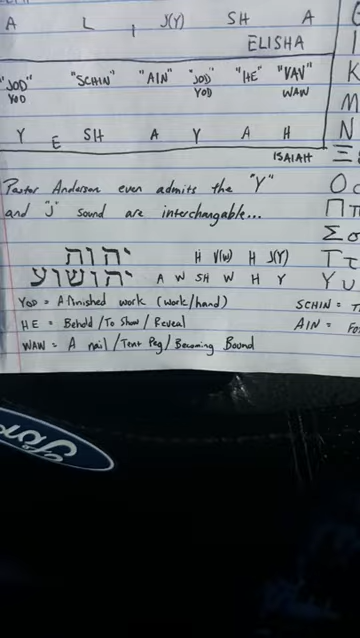 A L I J(Y) SH A
ELISHA
"JOD" "SCHIN" "AIN" "JOD" "HE" "VAV"
YOD YOD WAW
Y E SH A Y A H
ISAIAH
Pastor Anderson even admits the "Y"
and "J" sound are interchangable...
יהוה H V(W) H J(Y)
יהושוע A W SH W H Y
YOD = A finished work (work/hand) SCHIN =
HE = Behold / To Show / Reveal AIN =
WAW = A nail / Tent Peg / Becoming Bound
K
M
N
Ξ
Ο
Π π
Σ σ
Τ τ
Υ υ
Ford